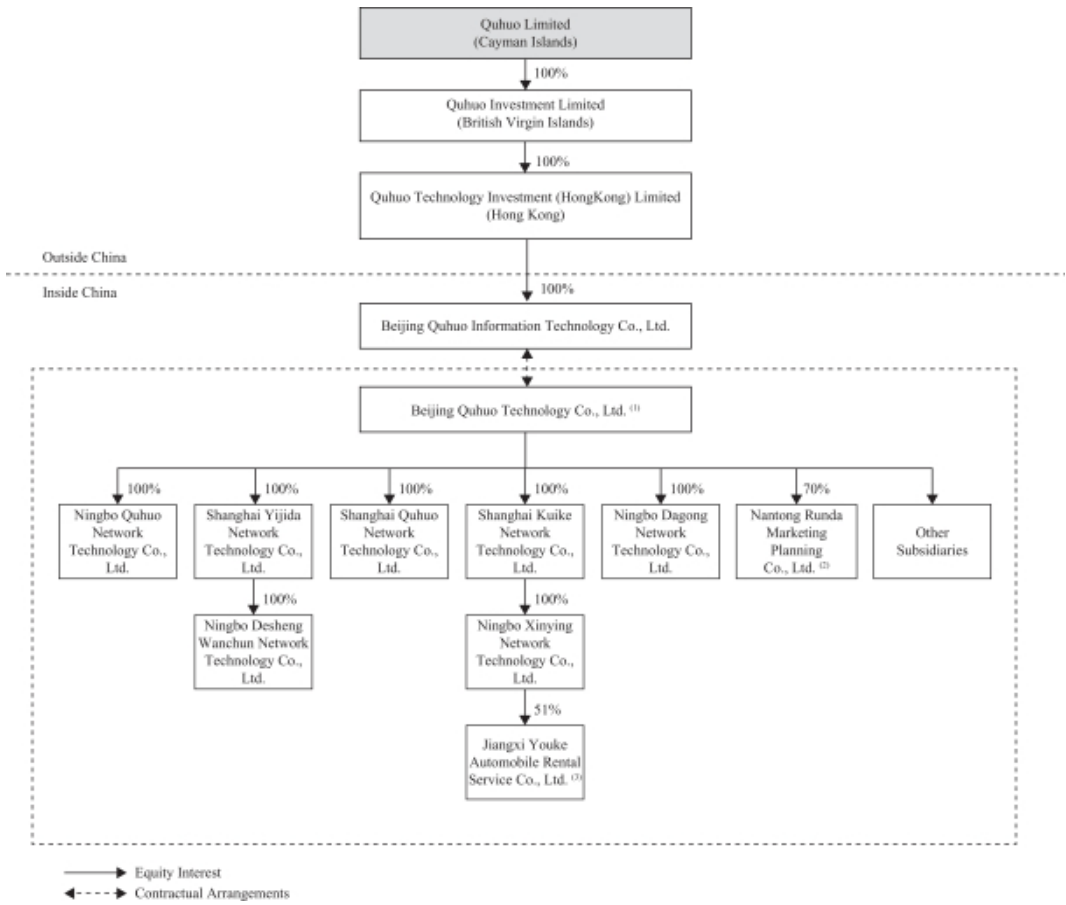 Quhuo Limited
(Cayman Islands)
100%
Quhuo Investment Limited
(British Virgin Islands)
100%
Quhuo Technology Investment (HongKong) Limited
(Hong Kong)
Outside China
Inside China
100%
Beijing Quhuo Information Technology Co., Ltd.
Beijing Quhuo Technology Co., Ltd. (1)
100%
100%
100%
100%
100%
70%
Ningbo Quhuo
Network
Technology Co.,
Ltd.
Shanghai Yijida
Network
Technology Co.,
Ltd.
Shanghai Quhuo
Network
Technology Co.,
Ltd.
Shanghai Kuike
Network
Technology Co.,
Ltd.
Ningbo Dagong
Network
Technology Co.,
Ltd.
Nantong Runda
Marketing
Planning
Co., Ltd. (2)
Other
Subsidiaries
100%
100%
Ningbo Desheng
Wanchun Network
Technology Co.,
Ltd.
Ningbo Xinying
Network
Technology Co.,
Ltd.
51%
Jiangxi Youke
Automobile Rental
Service Co., Ltd. (3)
Equity Interest
Contractual Arrangements